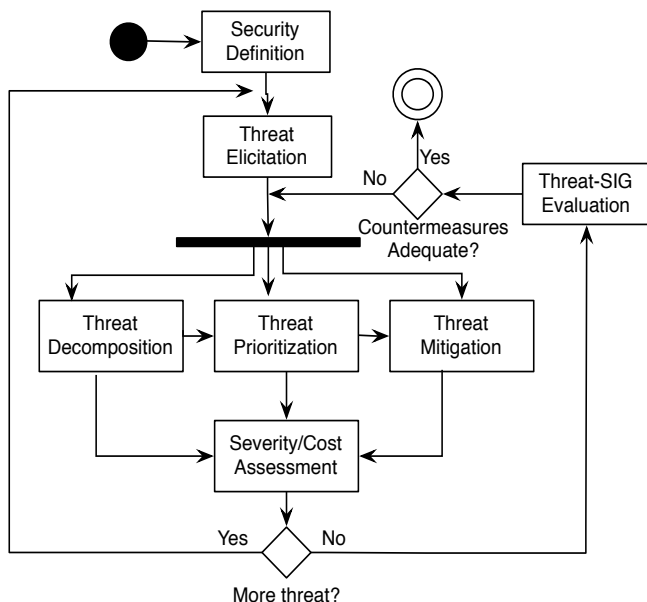 Security
Definition
Threat
Elicitation
Yes
No
Countermeasures
Adequate?
Threat-SIG
Evaluation
Threat
Decomposition
Threat
Prioritization
Threat
Mitigation
Severity/Cost
Assessment
Yes
No
More threat?